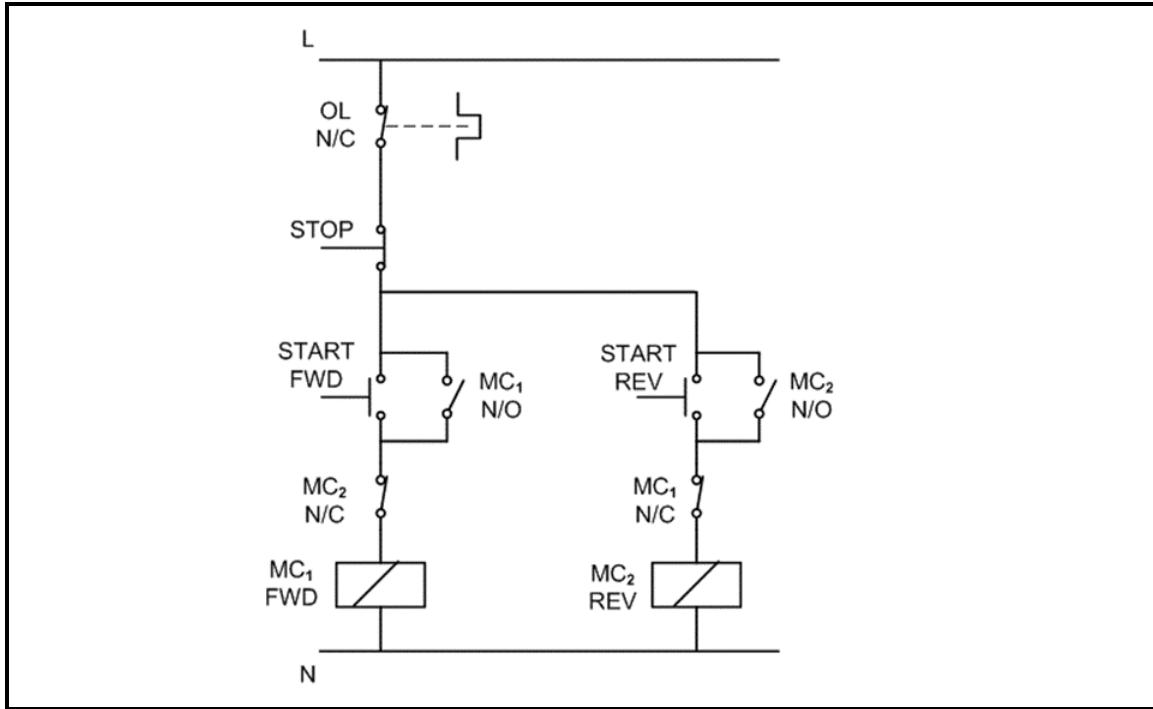 L
OL
N/C
STOP
START
FWD
MC₁
N/O
START
REV
MC₂
N/O
MC₂
N/C
MC₁
N/C
MC₁
FWD
MC₂
REV
N